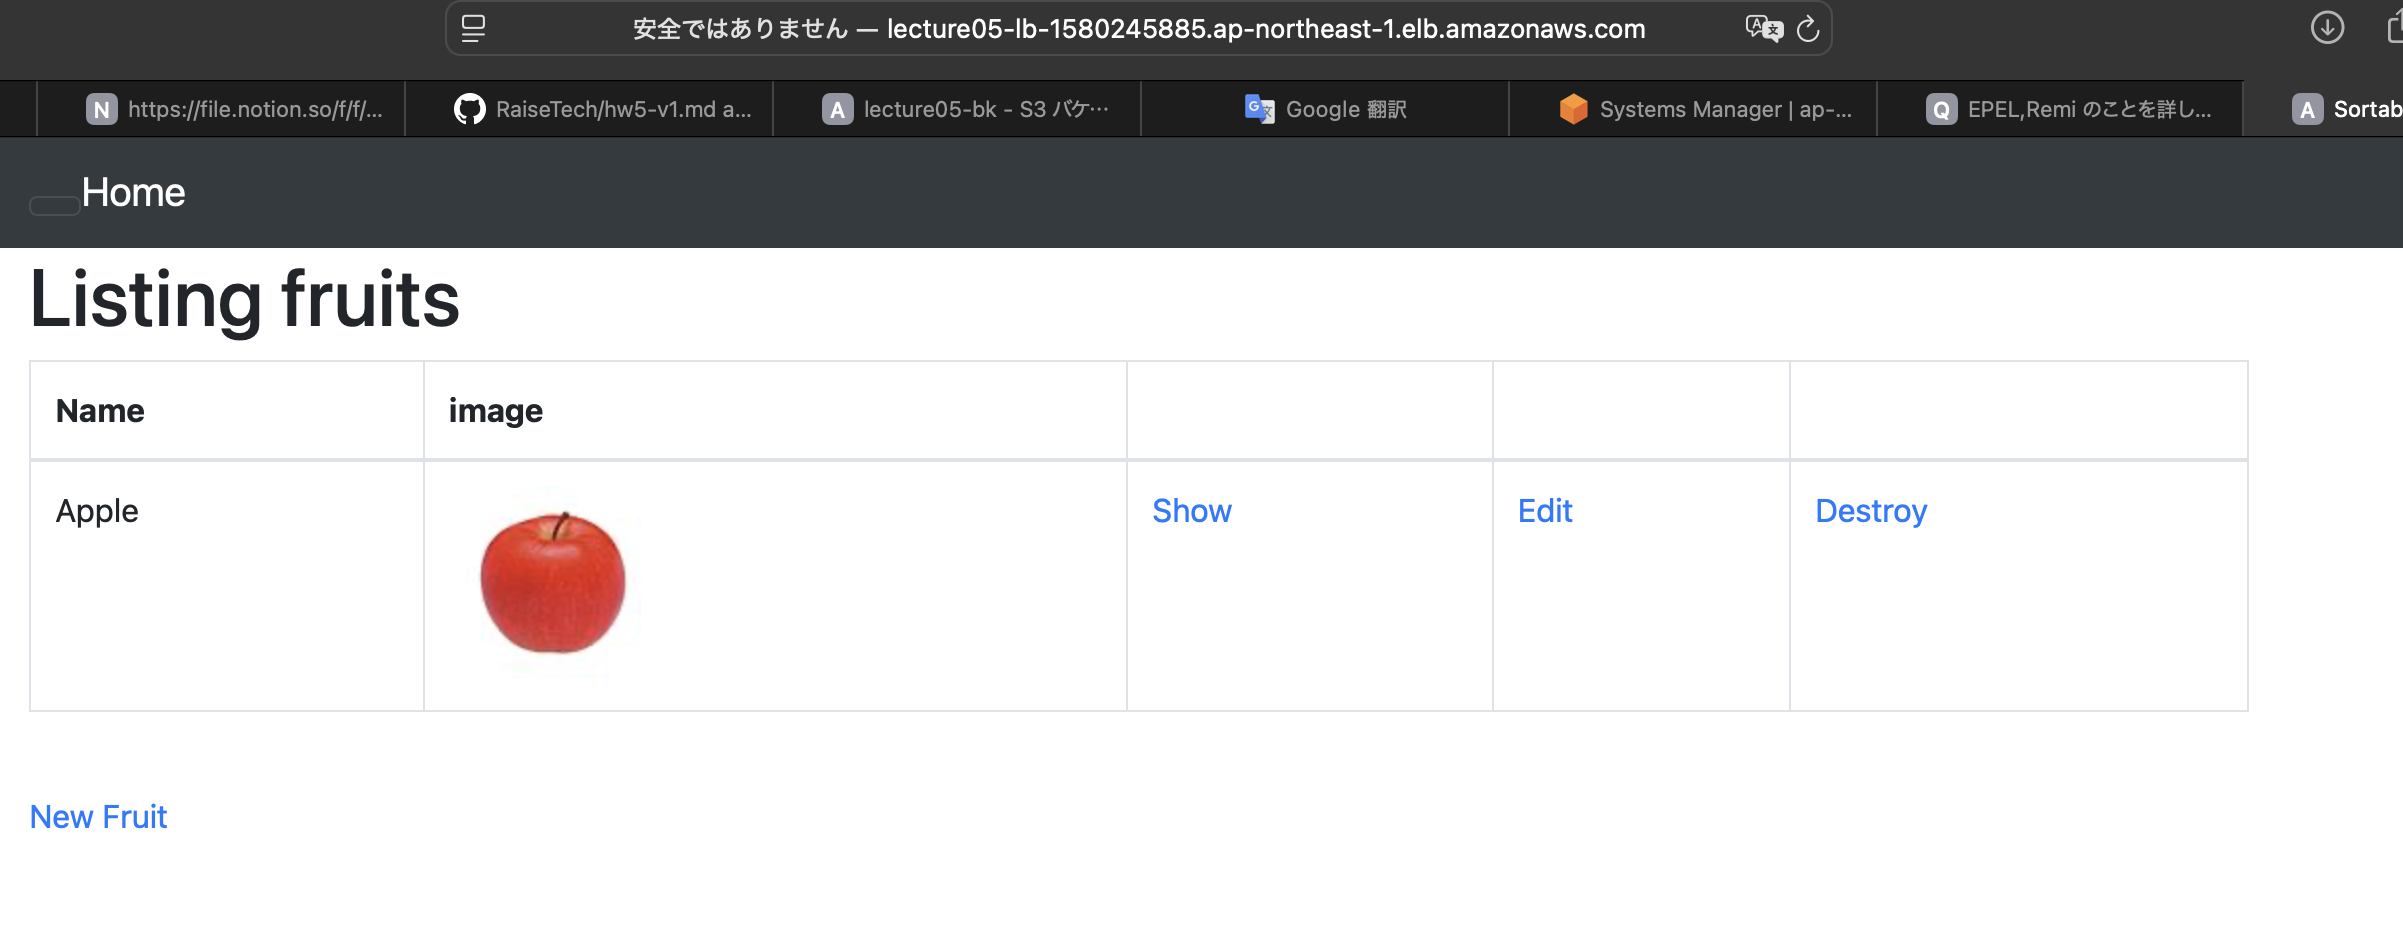 安全ではありません — lecture05-lb-1580245885.ap-northeast-1.elb.amazonaws.com
N https://file.notion.so/f/f/... RaiseTech/hw5-v1.md a... A lecture05-bk - S3 バケ… Google 翻訳 Systems Manager | ap-... Q EPEL,Remi のことを詳し... A Sortab
Home
Listing fruits
Name image
Apple Show Edit Destroy
New Fruit